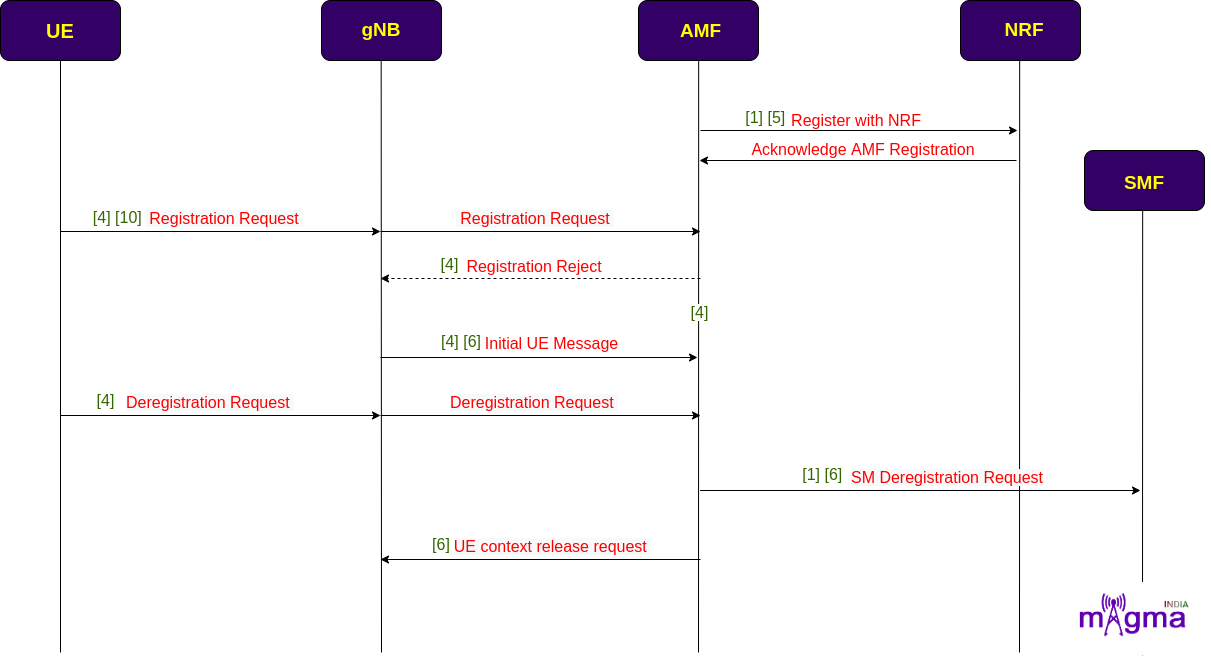 UE
gNB
AMF
NRF
[1] [5] Register with NRF
Acknowledge AMF Registration
SMF
[4] [10] Registration Request
Registration Request
[4] Registration Reject
[4]
[4] [6] Initial UE Message
[4] Deregistration Request
Deregistration Request
[1] [6] SM Deregistration Request
[6] UE context release request
INDIA
magma